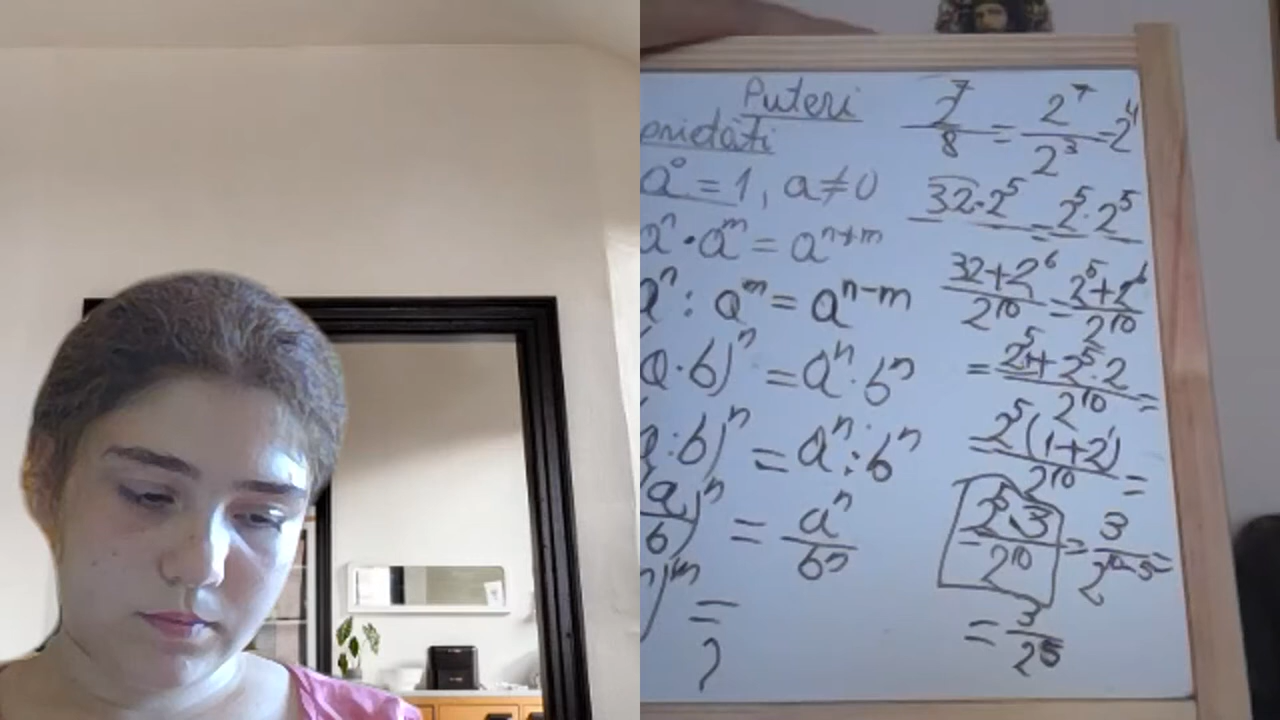 Puteri
prietăti
a⁰ = 1, a ≠ 0
aⁿ · aᵐ = aⁿ⁺ᵐ
aⁿ : aᵐ = aⁿ⁻ᵐ
(a·b)ⁿ = aⁿ · bⁿ
(a:b)ⁿ = aⁿ : bⁿ
(a/b)ⁿ = aⁿ/bⁿ
)ᵐ =
?
2⁷/8 = 2⁷/2³ = 2⁴
32 · 2⁵ = 2⁵ · 2⁵
(32+2⁶)/2¹⁰ = (2⁵+2⁶)/2¹⁰
= (2⁵+2⁵·2)/2¹⁰ =
= 2⁵(1+2¹)/2¹⁰ =
= 2⁵·3/2¹⁰ = 3/2¹⁰⁻⁵ =
= 3/2⁵